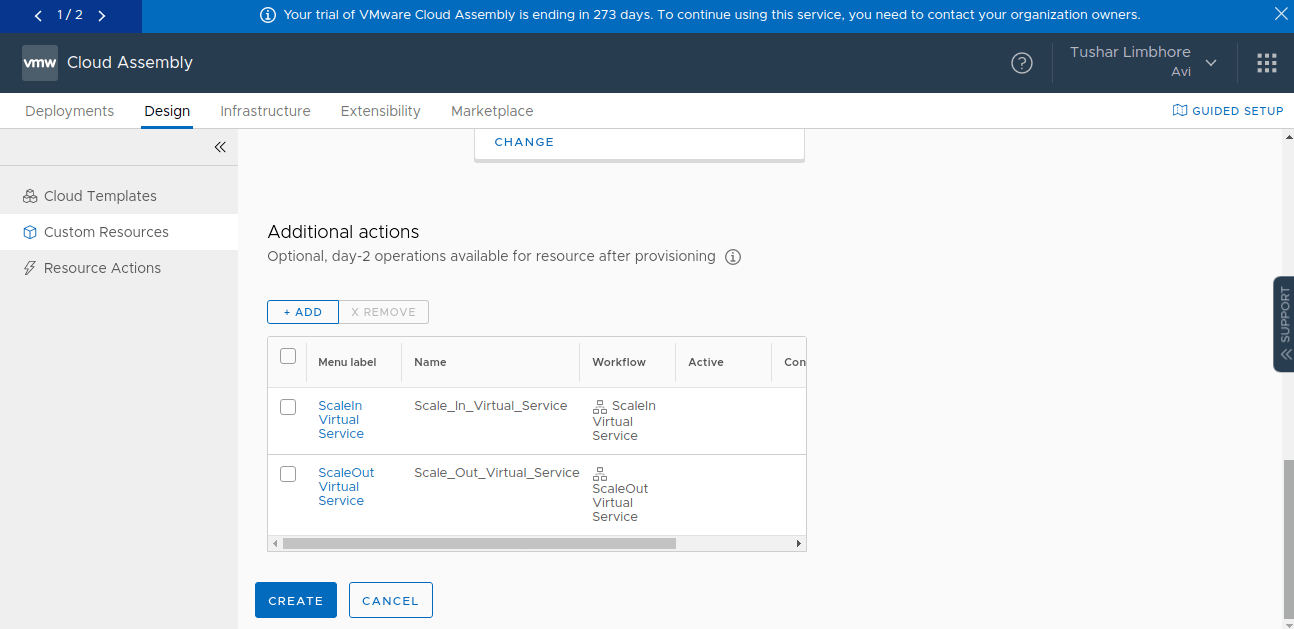 1 / 2
Your trial of VMware Cloud Assembly is ending in 273 days. To continue using this service, you need to contact your organization owners.
vmw Cloud Assembly
Tushar Limbhore
Avi
Deployments Design Infrastructure Extensibility Marketplace GUIDED SETUP
CHANGE
Cloud Templates
Custom Resources
Resource Actions
Additional actions
Optional, day-2 operations available for resource after provisioning
+ ADD X REMOVE
Menu label Name Workflow Active Con
ScaleIn Scale_In_Virtual_Service ScaleIn
Virtual Virtual
Service Service
ScaleOut Scale_Out_Virtual_Service
Virtual ScaleOut
Service Virtual
Service
CREATE CANCEL
SUPPORT